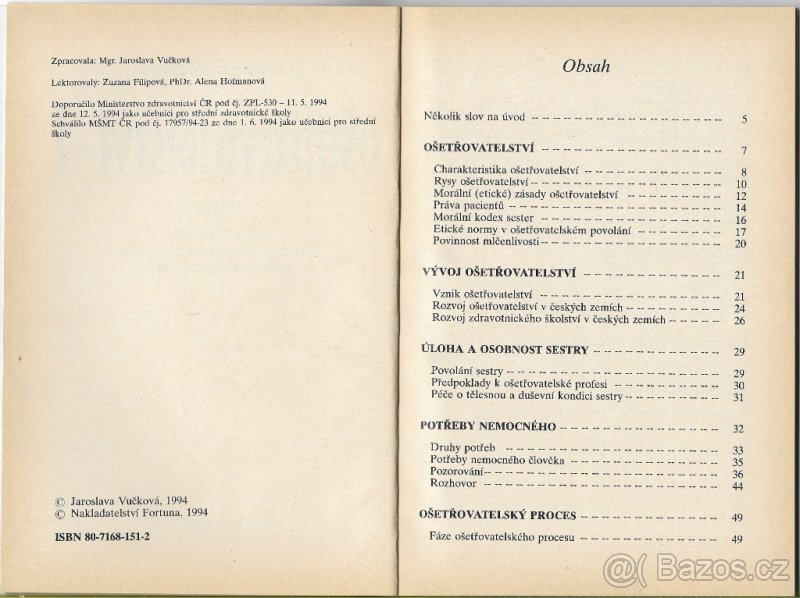 Zpracovala: Mgr. Jaroslava Vučková
Lektorovaly: Zuzana Filipová, PhDr. Alena Hofmanová
Doporučilo Ministerstvo zdravotnictví ČR pod čj. ZPL-530 – 11. 5. 1994
ze dne 12. 5. 1994 jako učebnici pro střední zdravotnické školy
Schválilo MŠMT ČR pod čj. 17957/94-23 ze dne 1. 6. 1994 jako učebnici pro střední
školy
© Jaroslava Vučková, 1994
© Nakladatelství Fortuna, 1994
ISBN 80-7168-151-2
Obsah
Několik slov na úvod 5
OŠETŘOVATELSTVÍ 7
Charakteristika ošetřovatelství 8
Rysy ošetřovatelství 10
Morální (etické) zásady ošetřovatelství 12
Práva pacientů 14
Morální kodex sester 16
Etické normy v ošetřovatelském povolání 17
Povinnost mlčenlivosti 20
VÝVOJ OŠETŘOVATELSTVÍ 21
Vznik ošetřovatelství 21
Rozvoj ošetřovatelství v českých zemích 24
Rozvoj zdravotnického školství v českých zemích 26
ÚLOHA A OSOBNOST SESTRY 29
Povolání sestry 29
Předpoklady k ošetřovatelské profesi 30
Péče o tělesnou a duševní kondici sestry 31
POTŘEBY NEMOCNÉHO 32
Druhy potřeb 33
Potřeby nemocného člověka 35
Pozorování 36
Rozhovor 44
OŠETŘOVATELSKÝ PROCES 49
Fáze ošetřovatelského procesu 49
Bazos.cz